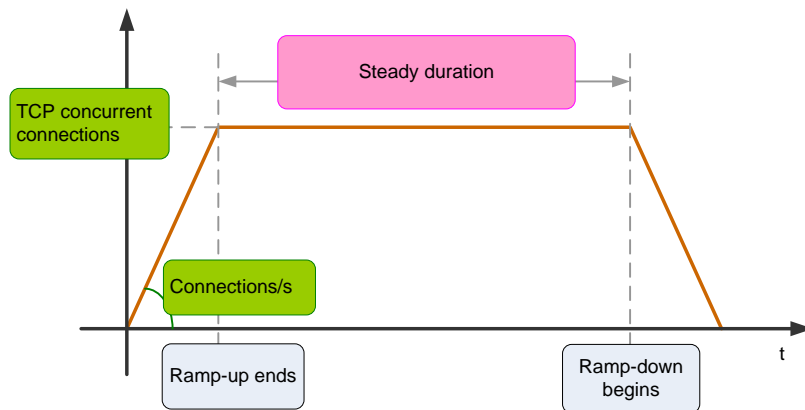 Steady duration
TCP concurrent
connections
Connections/s
t
Ramp-up ends
Ramp-down
begins